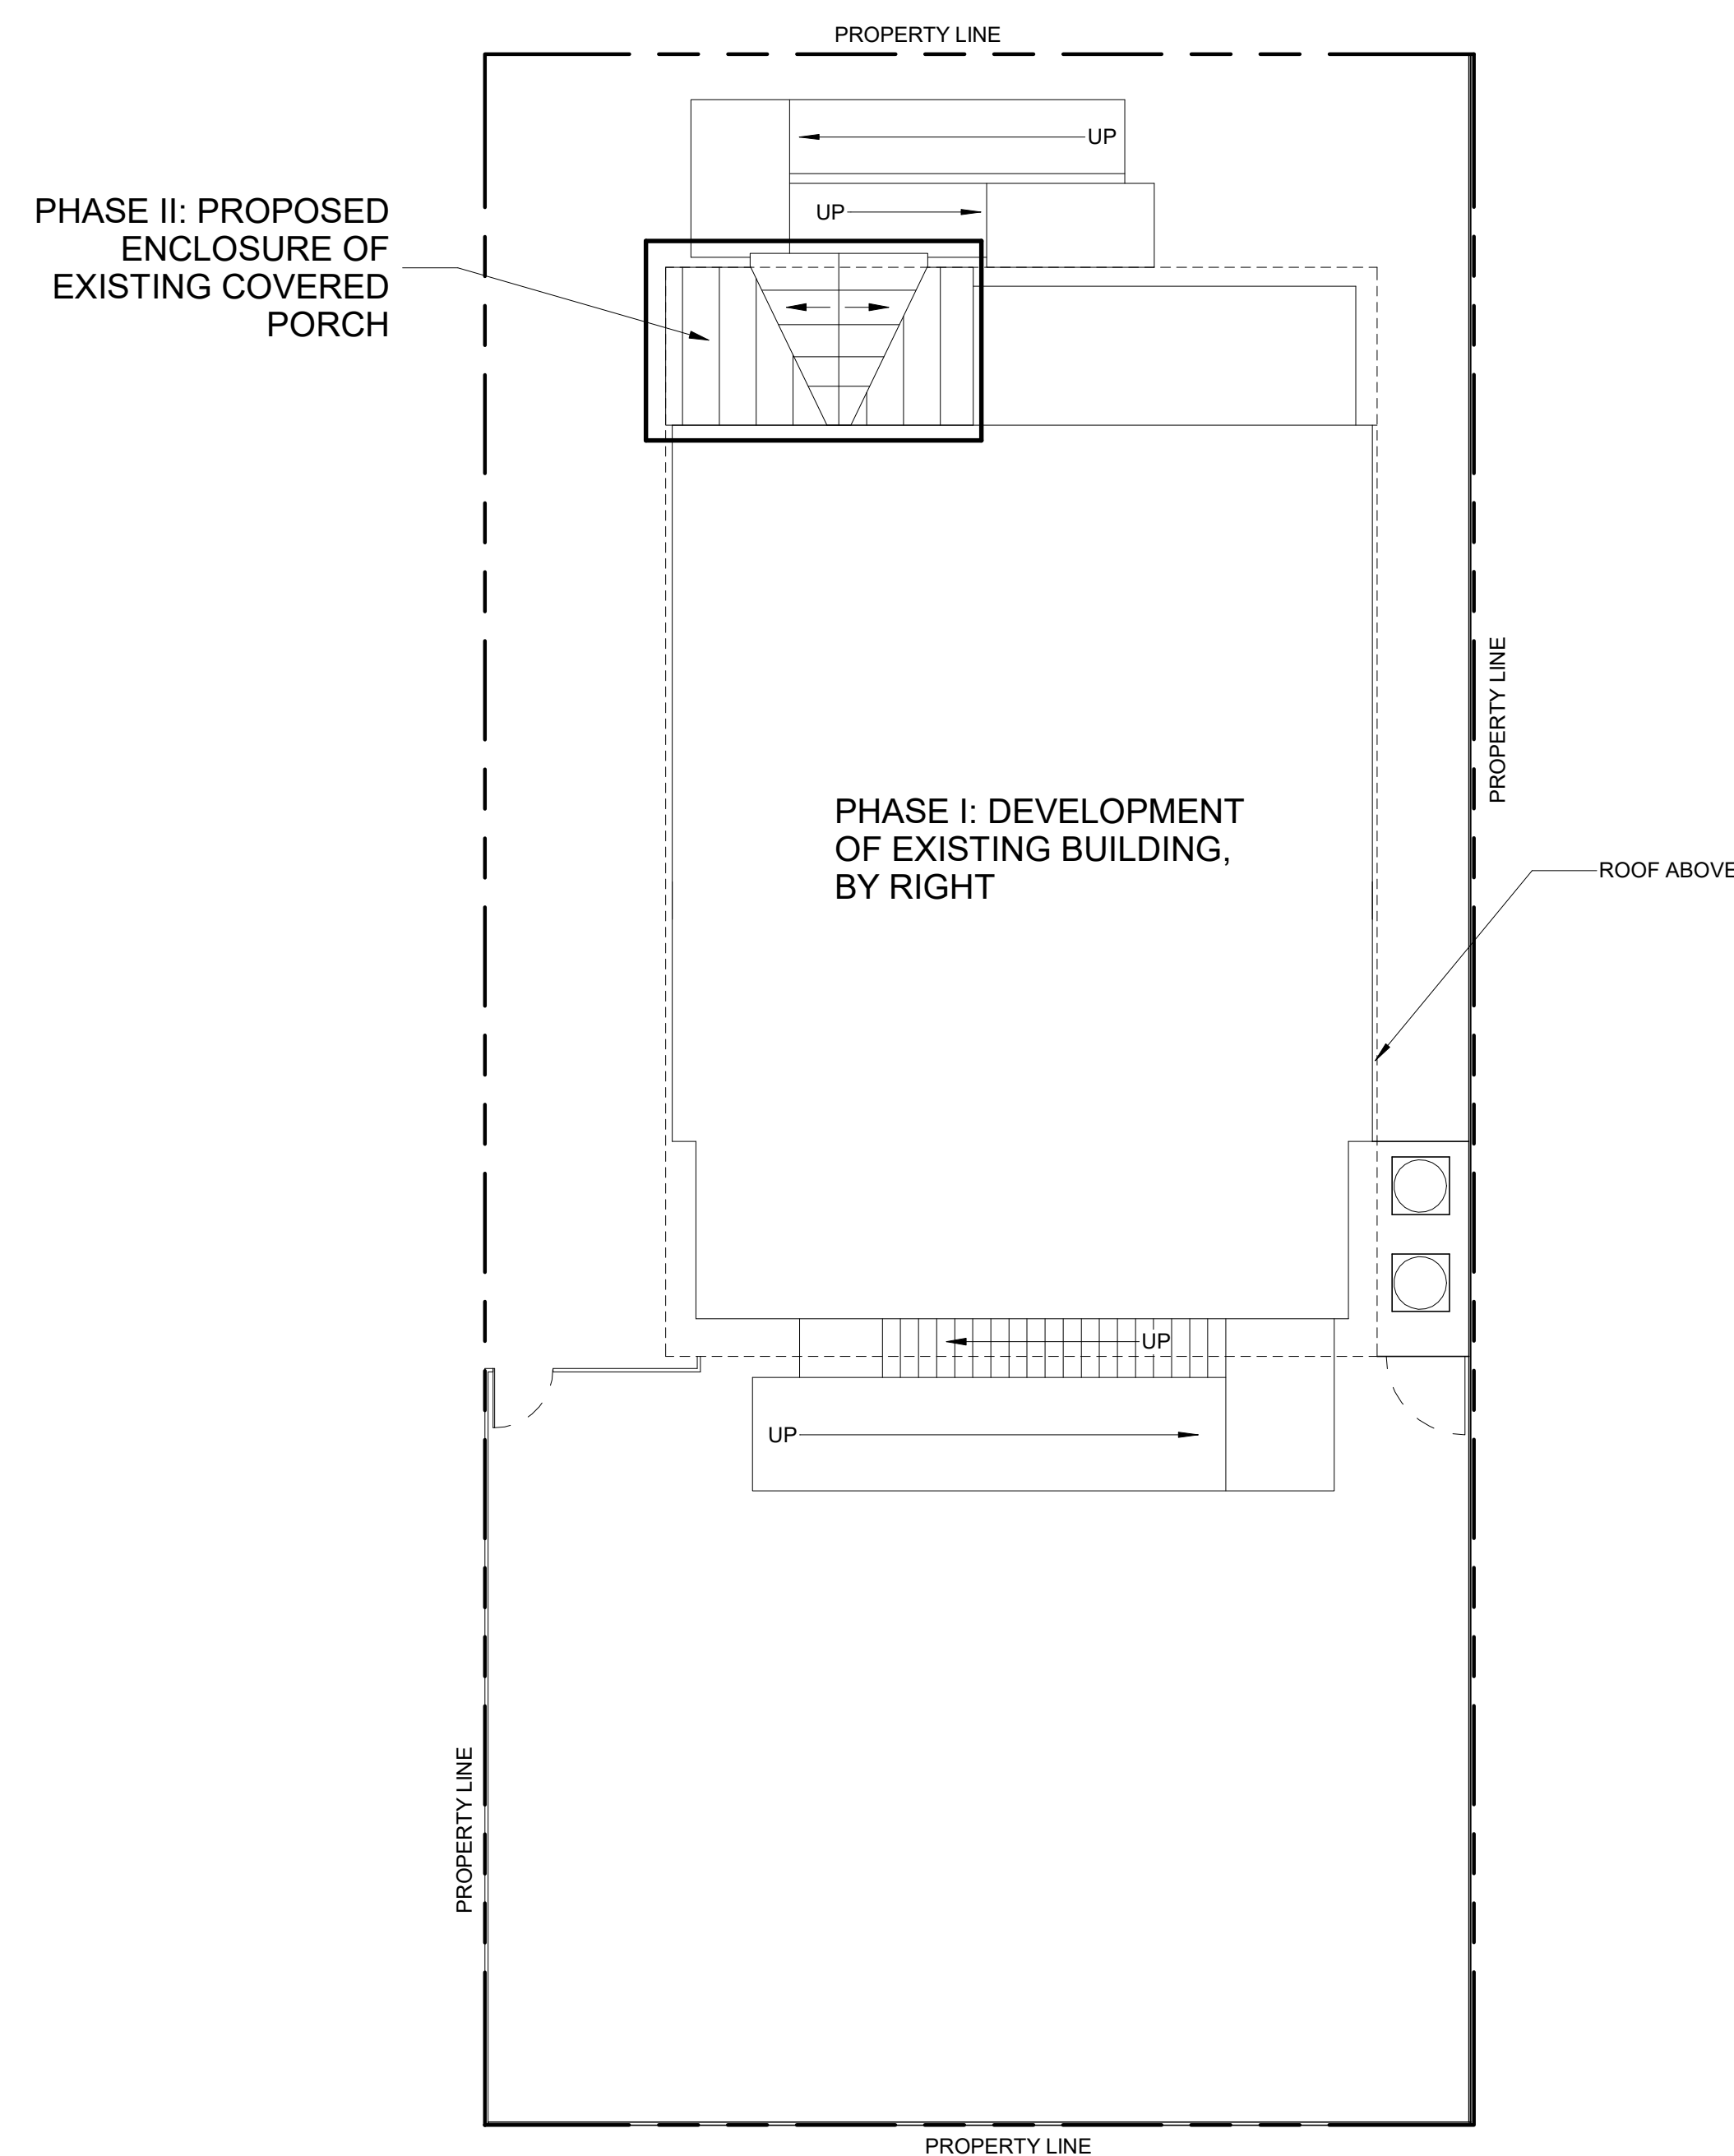 PROPERTY LINE
UP
UP
PHASE II: PROPOSED
ENCLOSURE OF
EXISTING COVERED
PORCH
PROPERTY LINE
PHASE I: DEVELOPMENT
OF EXISTING BUILDING,
BY RIGHT
ROOF ABOVE
UP
UP
PROPERTY LINE
PROPERTY LINE